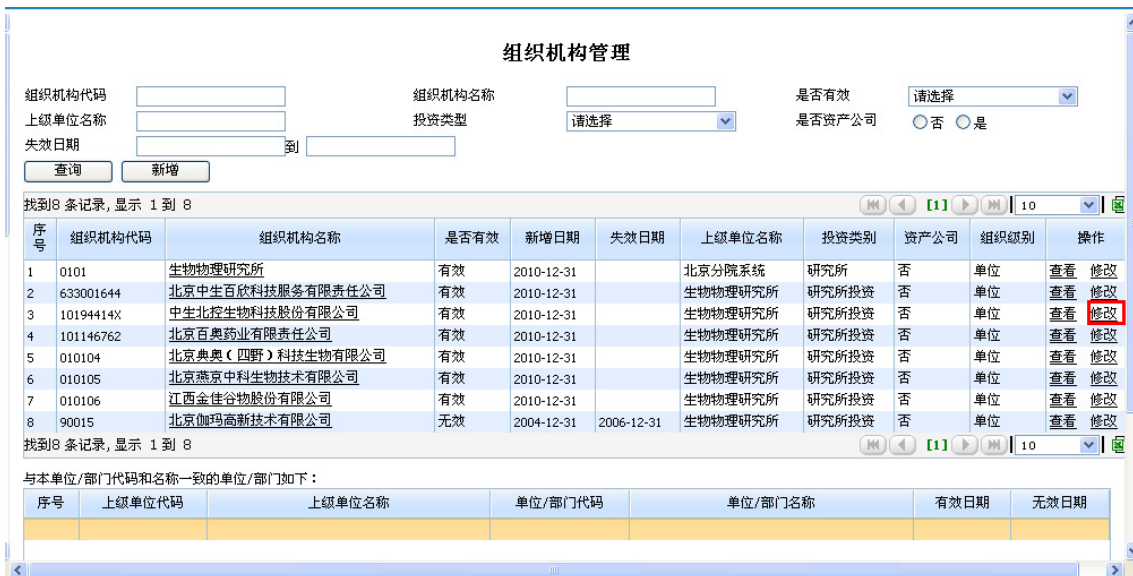 组织机构管理
组织机构代码 组织机构名称 是否有效 请选择
上级单位名称 投资类型 请选择 是否资产公司 否 是
失效日期 到
查询 新增
找到8 条记录, 显示 1 到 8 [1] 10
序号 组织机构代码 组织机构名称 是否有效 新增日期 失效日期 上级单位名称 投资类别 资产公司 组织级别 操作
1 0101 生物物理研究所 有效 2010-12-31 北京分院系统 研究所 否 单位 查看 修改
2 633001644 北京中生百欣科技服务有限责任公司 有效 2010-12-31 生物物理研究所 研究所投资 否 单位 查看 修改
3 10194414X 中生北控生物科技股份有限公司 有效 2010-12-31 生物物理研究所 研究所投资 否 单位 查看 修改
4 101146762 北京百奥药业有限责任公司 有效 2010-12-31 生物物理研究所 研究所投资 否 单位 查看 修改
5 010104 北京典奥（四野）科技生物有限公司 有效 2010-12-31 生物物理研究所 研究所投资 否 单位 查看 修改
6 010105 北京燕京中科生物技术有限公司 有效 2010-12-31 生物物理研究所 研究所投资 否 单位 查看 修改
7 010106 江西金佳谷物股份有限公司 有效 2010-12-31 生物物理研究所 研究所投资 否 单位 查看 修改
8 90015 北京伽玛高新技术有限公司 无效 2004-12-31 2006-12-31 生物物理研究所 研究所投资 否 单位 查看 修改
找到8 条记录, 显示 1 到 8 [1] 10
与本单位/部门代码和名称一致的单位/部门如下：
序号 上级单位代码 上级单位名称 单位/部门代码 单位/部门名称 有效日期 无效日期